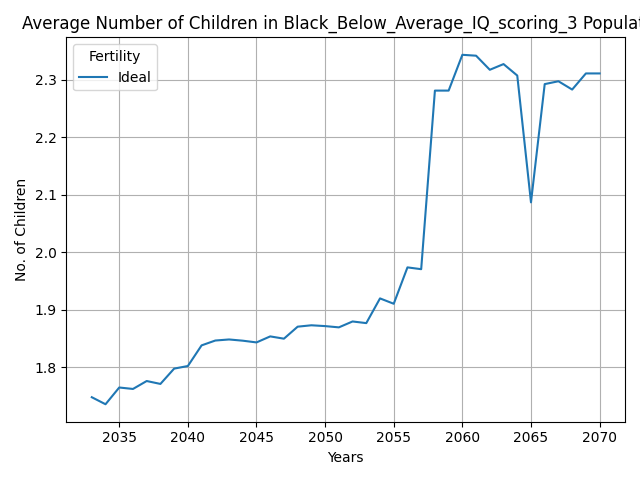 Average Number of Children in Black_Below_Average_IQ_scoring_3 Populat
Fertility
Ideal
No. of Children
2.3
2.2
2.1
2.0
1.9
1.8
2035 2040 2045 2050 2055 2060 2065 2070
Years